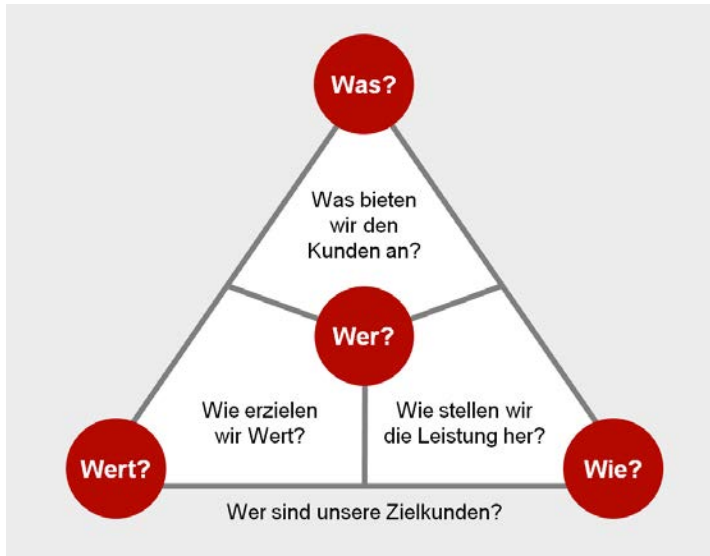 Was?
Was bieten
wir den
Kunden an?
Wer?
Wie erzielen
wir Wert?
Wie stellen wir
die Leistung her?
Wert?
Wie?
Wer sind unsere Zielkunden?